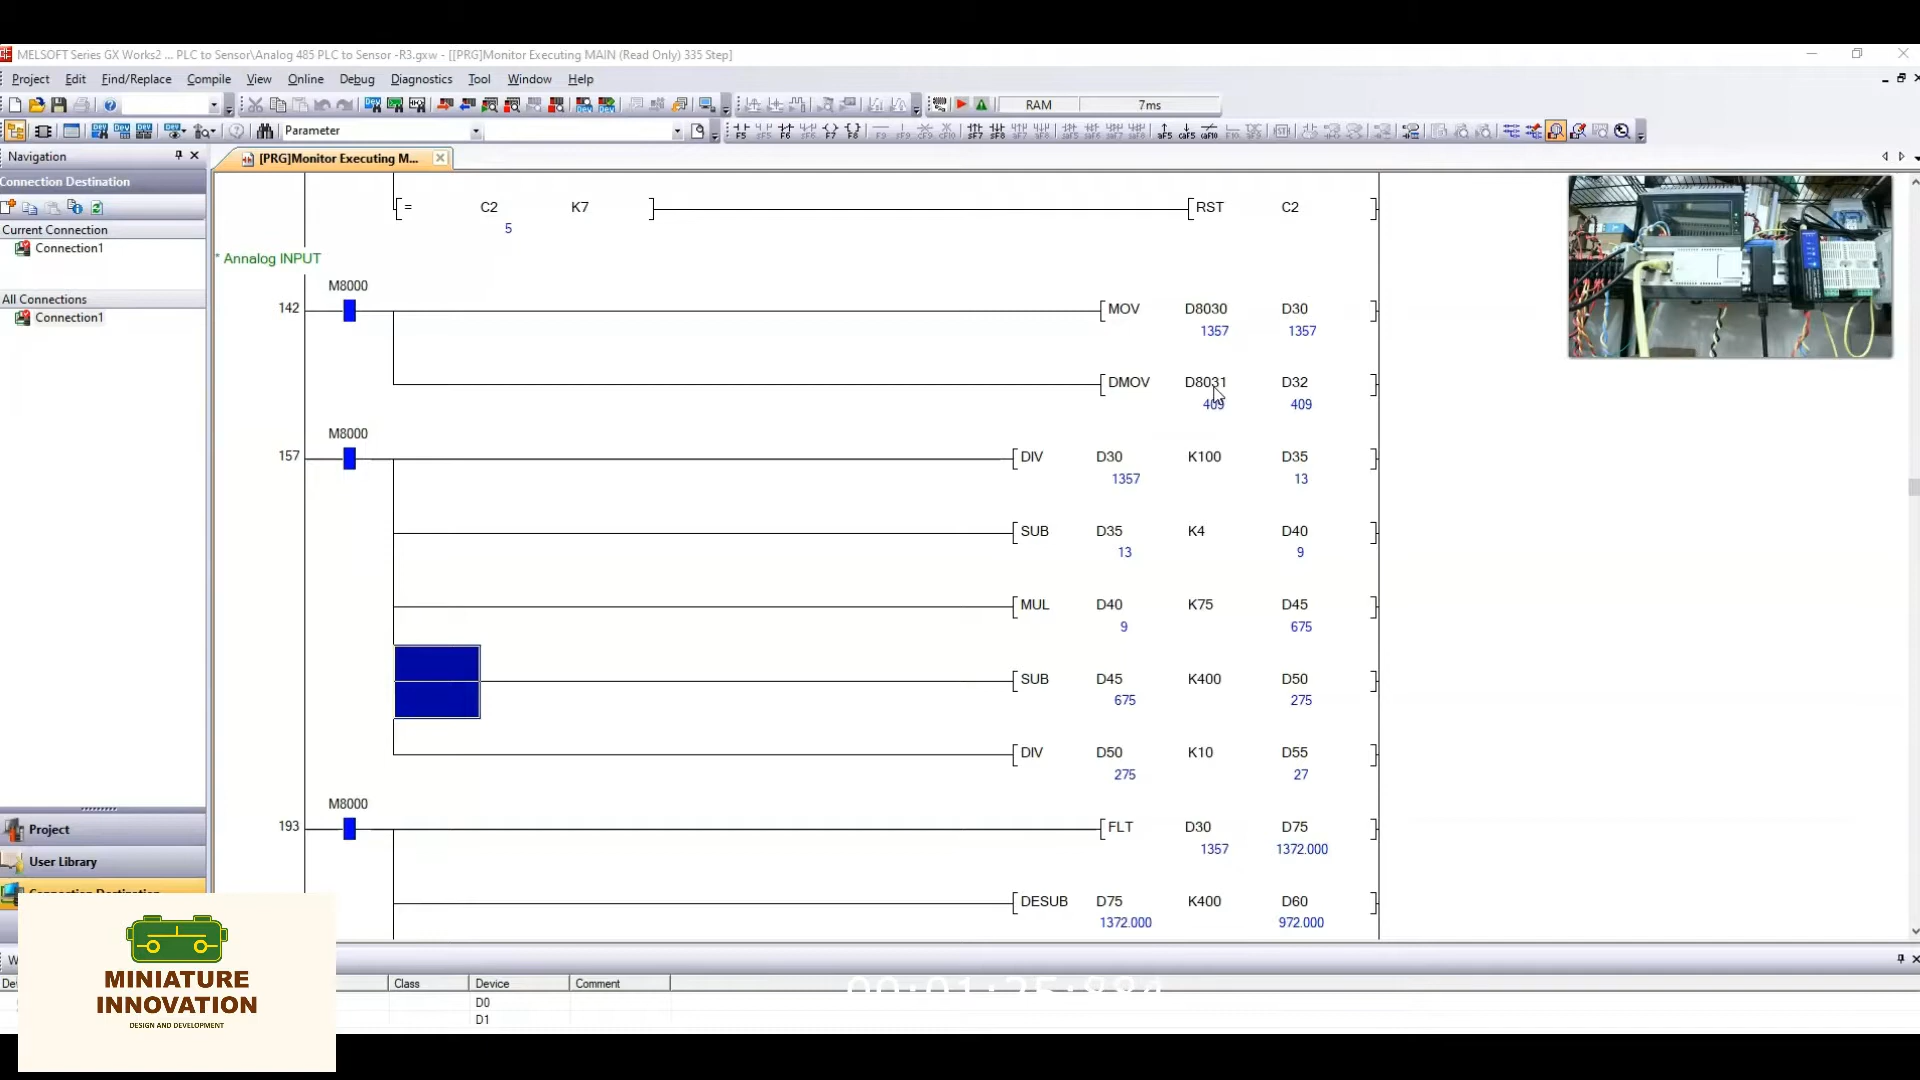 MELSOFT Series GX Works2 ... PLC to Sensor\Analog 485 PLC to Sensor -R3.gxw - [[PRG]Monitor Executing MAIN (Read Only) 335 Step]
Project Edit Find/Replace Compile View Online Debug Diagnostics Tool Window Help
RAM 7ms
Parameter
Navigation
[PRG]Monitor Executing M...
Connection Destination
Current Connection
Connection1
All Connections
Connection1
= C2 K7 RST C2
5
* Annalog INPUT
M8000
142 MOV D8030 D30
1357 1357
DMOV D8031 D32
409 409
M8000
157 DIV D30 K100 D35
1357 13
SUB D35 K4 D40
13 9
MUL D40 K75 D45
9 675
SUB D45 K400 D50
675 275
DIV D50 K10 D55
275 27
M8000
193 FLT D30 D75
1357 1372.000
DESUB D75 K400 D60
1372.000 972.000
Project
User Library
Connection Destination
MINIATURE
INNOVATION
DESIGN AND DEVELOPMENT
Class Device Comment
D0
D1